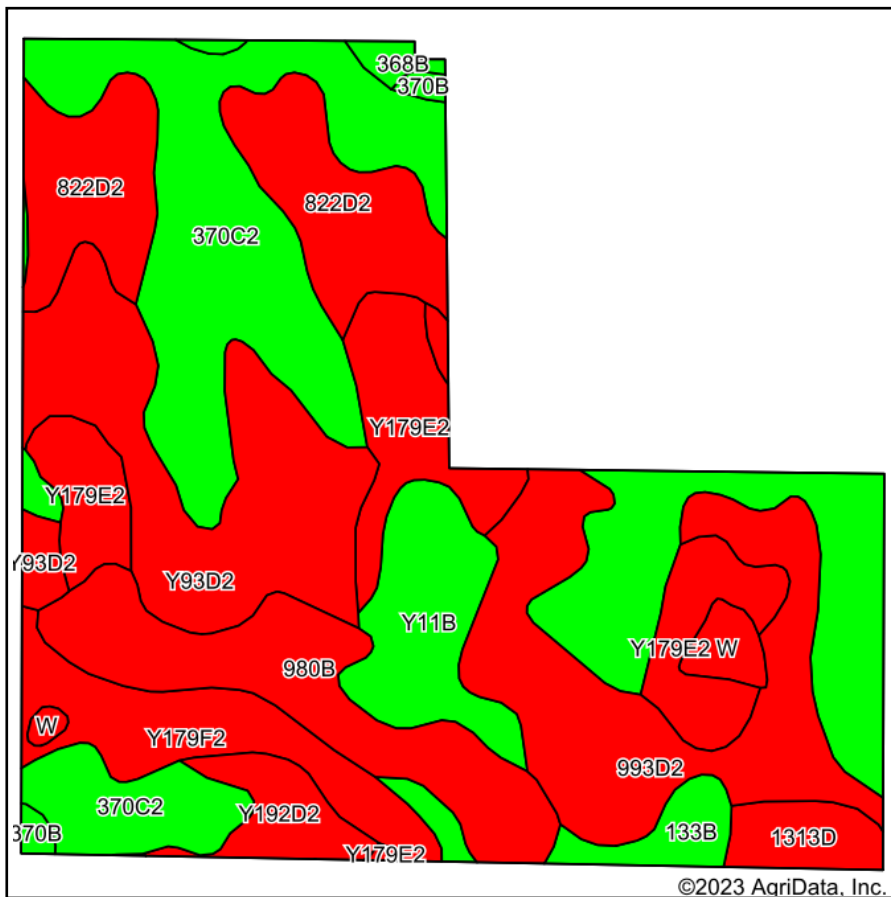 368B
370B
822D2
822D2
370C2
Y179E2
Y179E2
Y93D2
Y93D2
Y11B
Y179E2 W
980B
W
Y179F2
993D2
370C2
Y192D2
370B
133B
1313D
Y179E2
©2023 AgriData, Inc.